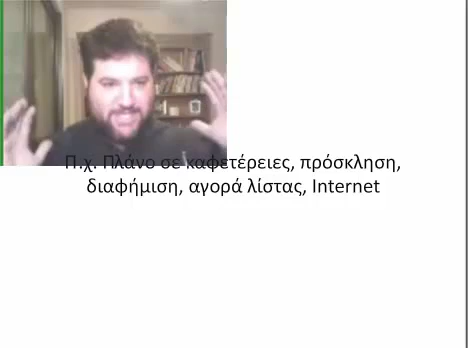 Π.χ. Πλάνο σε καφετέρειες, πρόσκληση,
διαφήμιση, αγορά λίστας, Internet